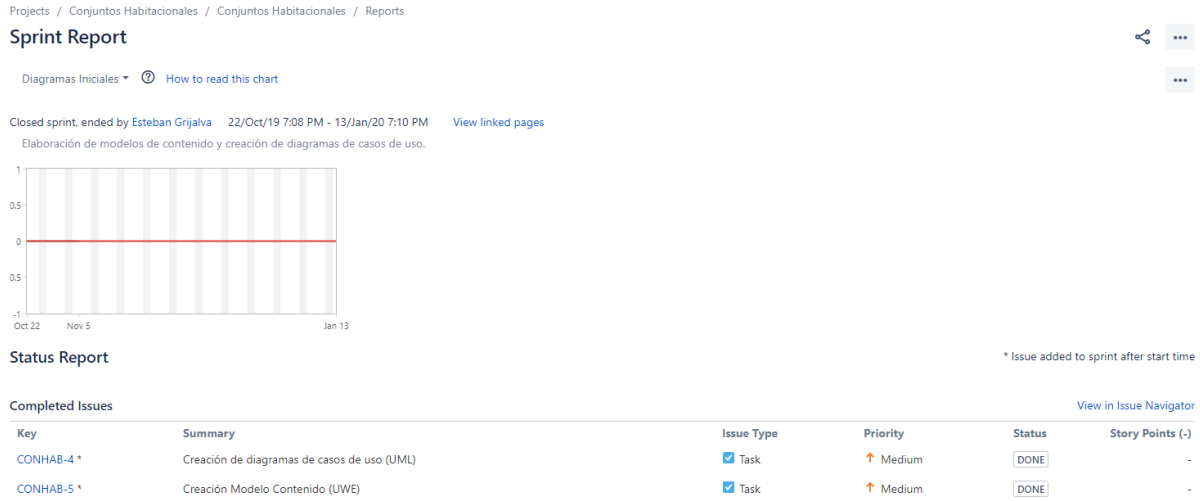 Projects / Conjuntos Habitacionales / Conjuntos Habitacionales / Reports
Sprint Report
Diagramas Iniciales How to read this chart
Closed sprint, ended by Esteban Grijalva 22/Oct/19 7:08 PM - 13/Jan/20 7:10 PM View linked pages
Elaboración de modelos de contenido y creación de diagramas de casos de uso.
1
0.5
0
0.5
-1
Oct 22 Nov 5 Jan 13
Status Report * Issue added to sprint after start time
Completed Issues View in Issue Navigator
Key Summary Issue Type Priority Status Story Points (-)
CONHAB-4 * Creación de diagramas de casos de uso (UML) Task Medium DONE -
CONHAB-5 * Creación Modelo Contenido (UWE) Task Medium DONE -